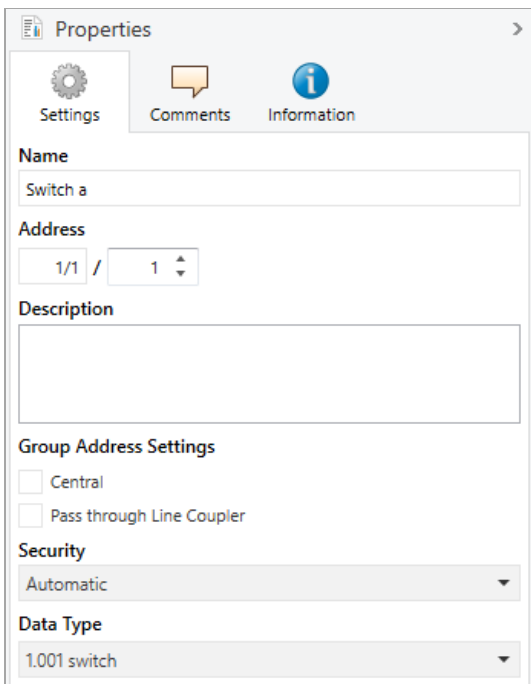 Properties
Settings Comments Information
Name
Switch a
Address
1/1 / 1
Description
Group Address Settings
Central
Pass through Line Coupler
Security
Automatic
Data Type
1.001 switch